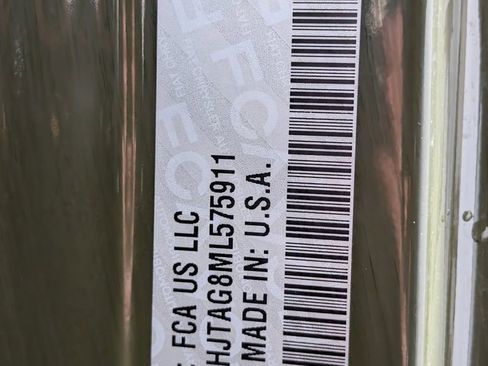 FCA US LLC
HJTAG8ML575911
MADE IN: U.S.A.